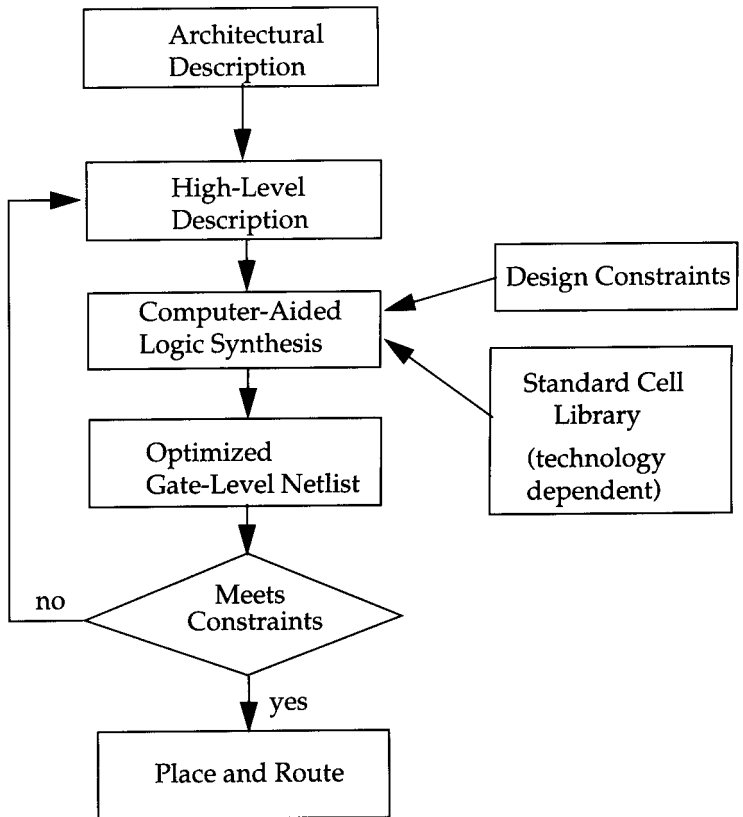 Architectural
Description
High-Level
Description
Design Constraints
Computer-Aided
Logic Synthesis
Standard Cell
Library
(technology
dependent)
Optimized
Gate-Level Netlist
Meets
Constraints
no
yes
Place and Route